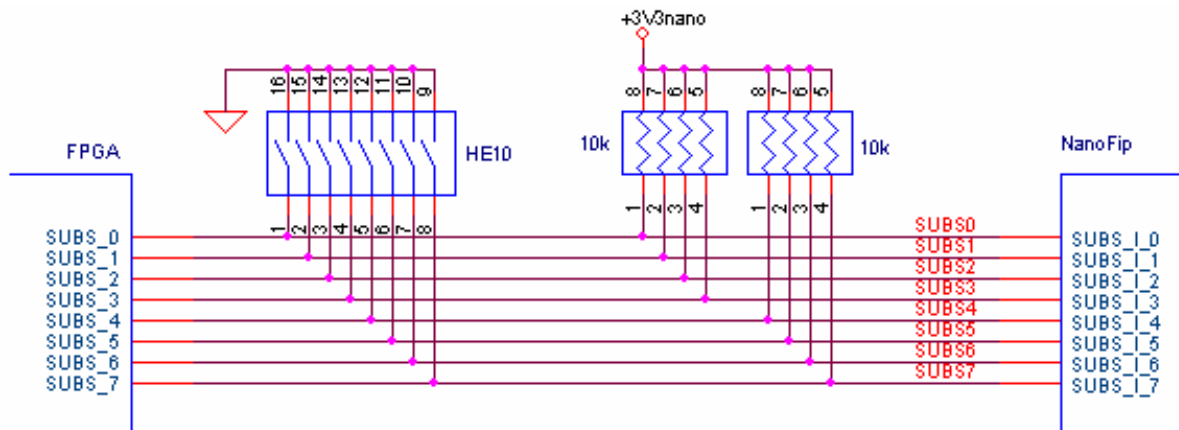 +3V3nano
16 15 14 13 12 11 10 9
8 7 6 5
8 7 6 5
FPGA
HE10
10k
10k
NanoFip
1 2 3 4 5 6 7 8
1 2 3 4
1 2 3 4
SUBS_0
SUBS0
SUBS_I_0
SUBS_1
SUBS1
SUBS_I_1
SUBS_2
SUBS2
SUBS_I_2
SUBS_3
SUBS3
SUBS_I_3
SUBS_4
SUBS4
SUBS_I_4
SUBS_5
SUBS5
SUBS_I_5
SUBS_6
SUBS6
SUBS_I_6
SUBS_7
SUBS7
SUBS_I_7